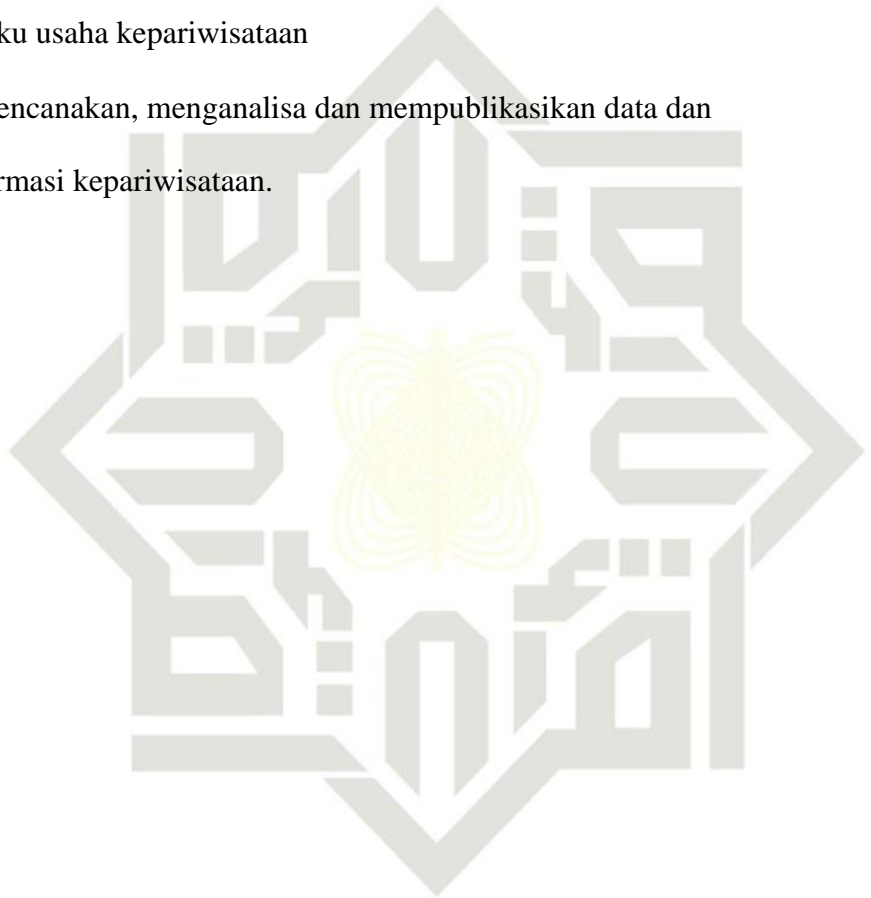 ku usaha kepariwisataan
encanakan, menganalisa dan mempublikasikan data dan
rmasi kepariwisataan.